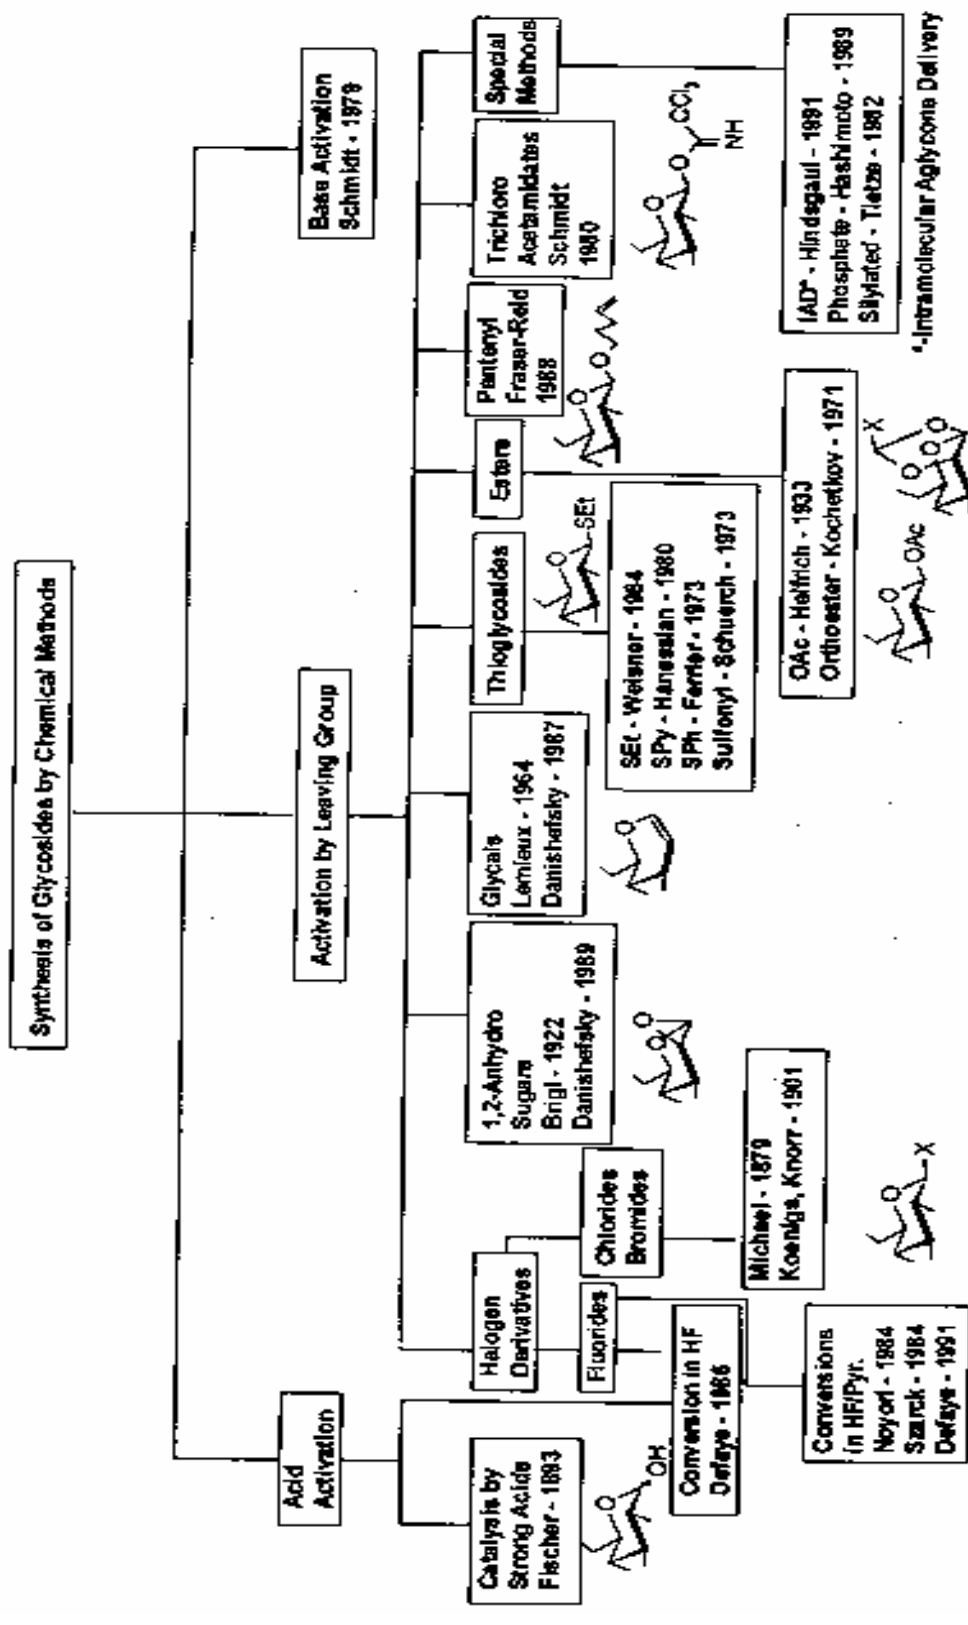 Synthesis of Glycosides by Chemical Methods
Acid
Activation
Activation by Leaving Group
Base Activation
Schmidt - 1979
Catalysis by
Strong Acids
Fischer - 1893
OH
Conversion in HF
Defaye - 1986
Halogen
Derivatives
Fluorides
Conversions
in HF/Pyr.
Noyori - 1984
Szarek - 1984
Defaye - 1991
Chlorides
Bromides
Michael - 1879
Koenigs, Knorr - 1901
O
X
1,2-Anhydro
Sugars
Brigl - 1922
Danishefsky - 1989
O
O
Glycals
Lemieux - 1964
Danishefsky - 1987
O
Thioglycosides
O
SEt
SEt - Weisner - 1984
SPy - Hanessian - 1980
SPh - Ferrier - 1973
Sulfonyl - Schuerch - 1973
Esters
OAc - Helfrich - 1933
Orthoester - Kochetkov - 1971
O
OAc
X
O
O
O
O
Pentenyl
Fraser-Reid
1988
O
O
Trichloro
Acetamidates
Schmidt
1980
O
O
CCl3
NH
Special
Methods
IAD* - Hindsgaul - 1991
Phosphate - Hashimoto - 1989
Silylated - Tietze - 1982
*-Intramolecular Aglycone Delivery